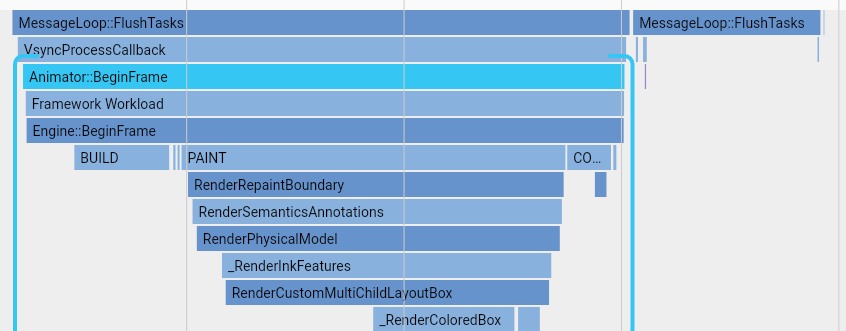 MessageLoop::FlushTasks MessageLoop::FlushTasks
VsyncProcessCallback
Animator::BeginFrame
Framework Workload
Engine::BeginFrame
BUILD PAINT CO...
RenderRepaintBoundary
RenderSemanticsAnnotations
RenderPhysicalModel
_RenderInkFeatures
RenderCustomMultiChildLayoutBox
_RenderColoredBox